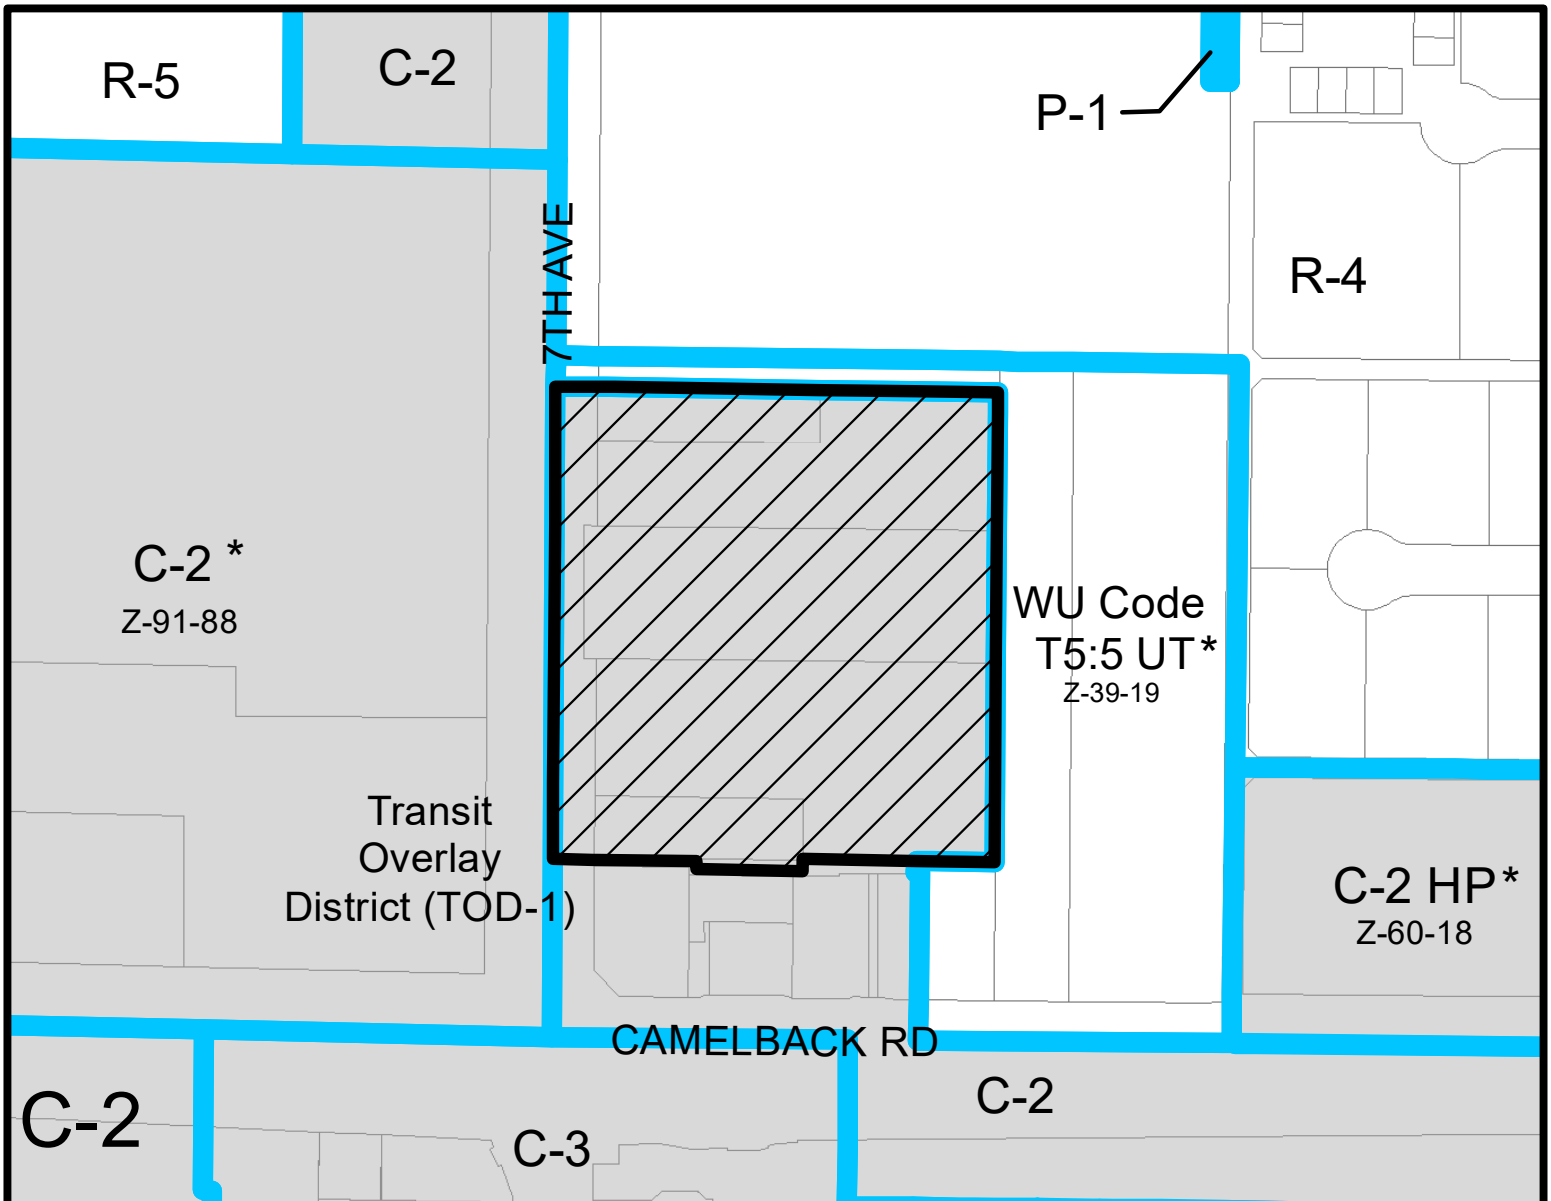 R-5
C-2
P-1
7TH AVE
R-4
C-2 *
Z-91-88
WU Code
T5:5 UT*
Z-39-19
Transit
Overlay
District (TOD-1)
C-2 HP*
Z-60-18
CAMELBACK RD
C-2
C-2
C-3